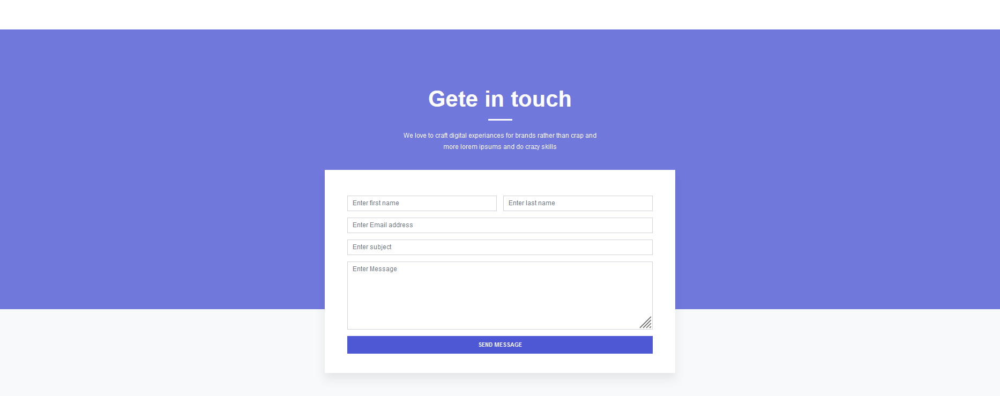 Gete in touch
We love to craft digital experiances for brands rather than crap and
more lorem ipsums and do crazy skills
Enter first name
Enter last name
Enter Email address
Enter subject
Enter Message
SEND MESSAGE